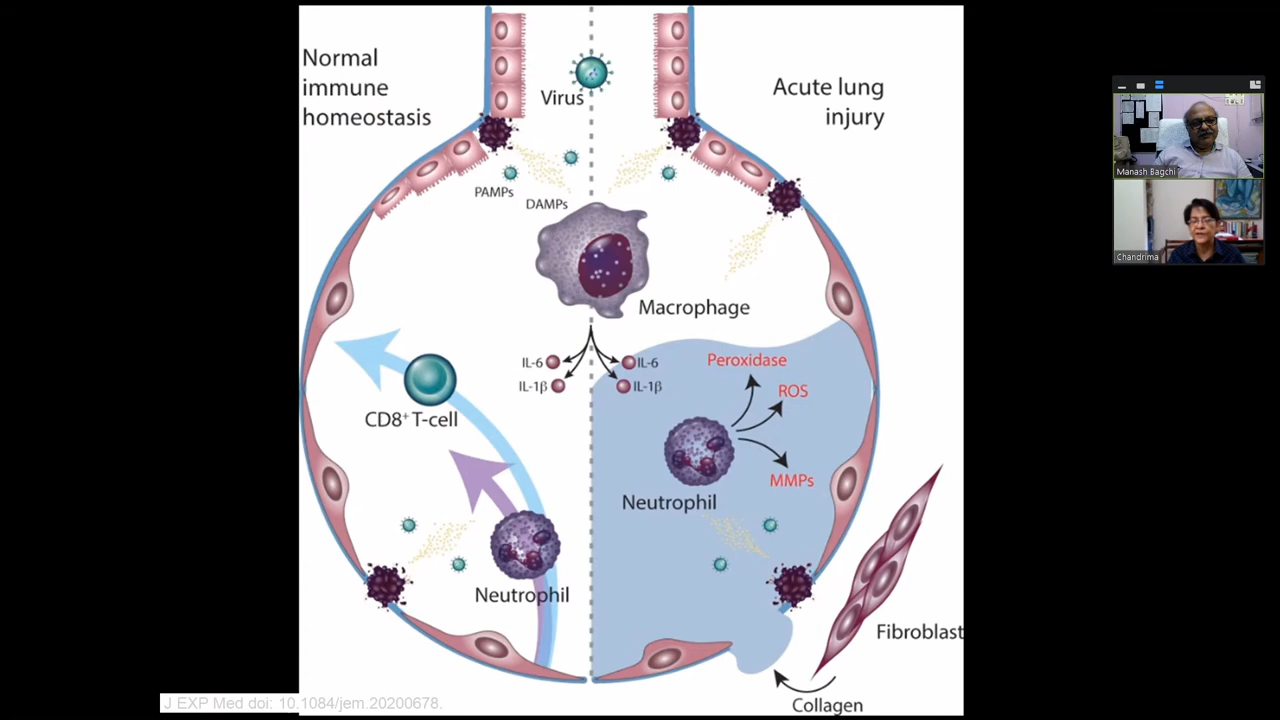 Normal
immune
homeostasis
Virus
Acute lung
injury
PAMPs
DAMPs
Macrophage
IL-6
IL-1β
IL-6
IL-1β
CD8⁺ T-cell
Neutrophil
Peroxidase
ROS
MMPs
Neutrophil
Fibroblast
Collagen
J EXP Med doi: 10.1084/jem.20200678.
Manash Bagchi
Chandrima